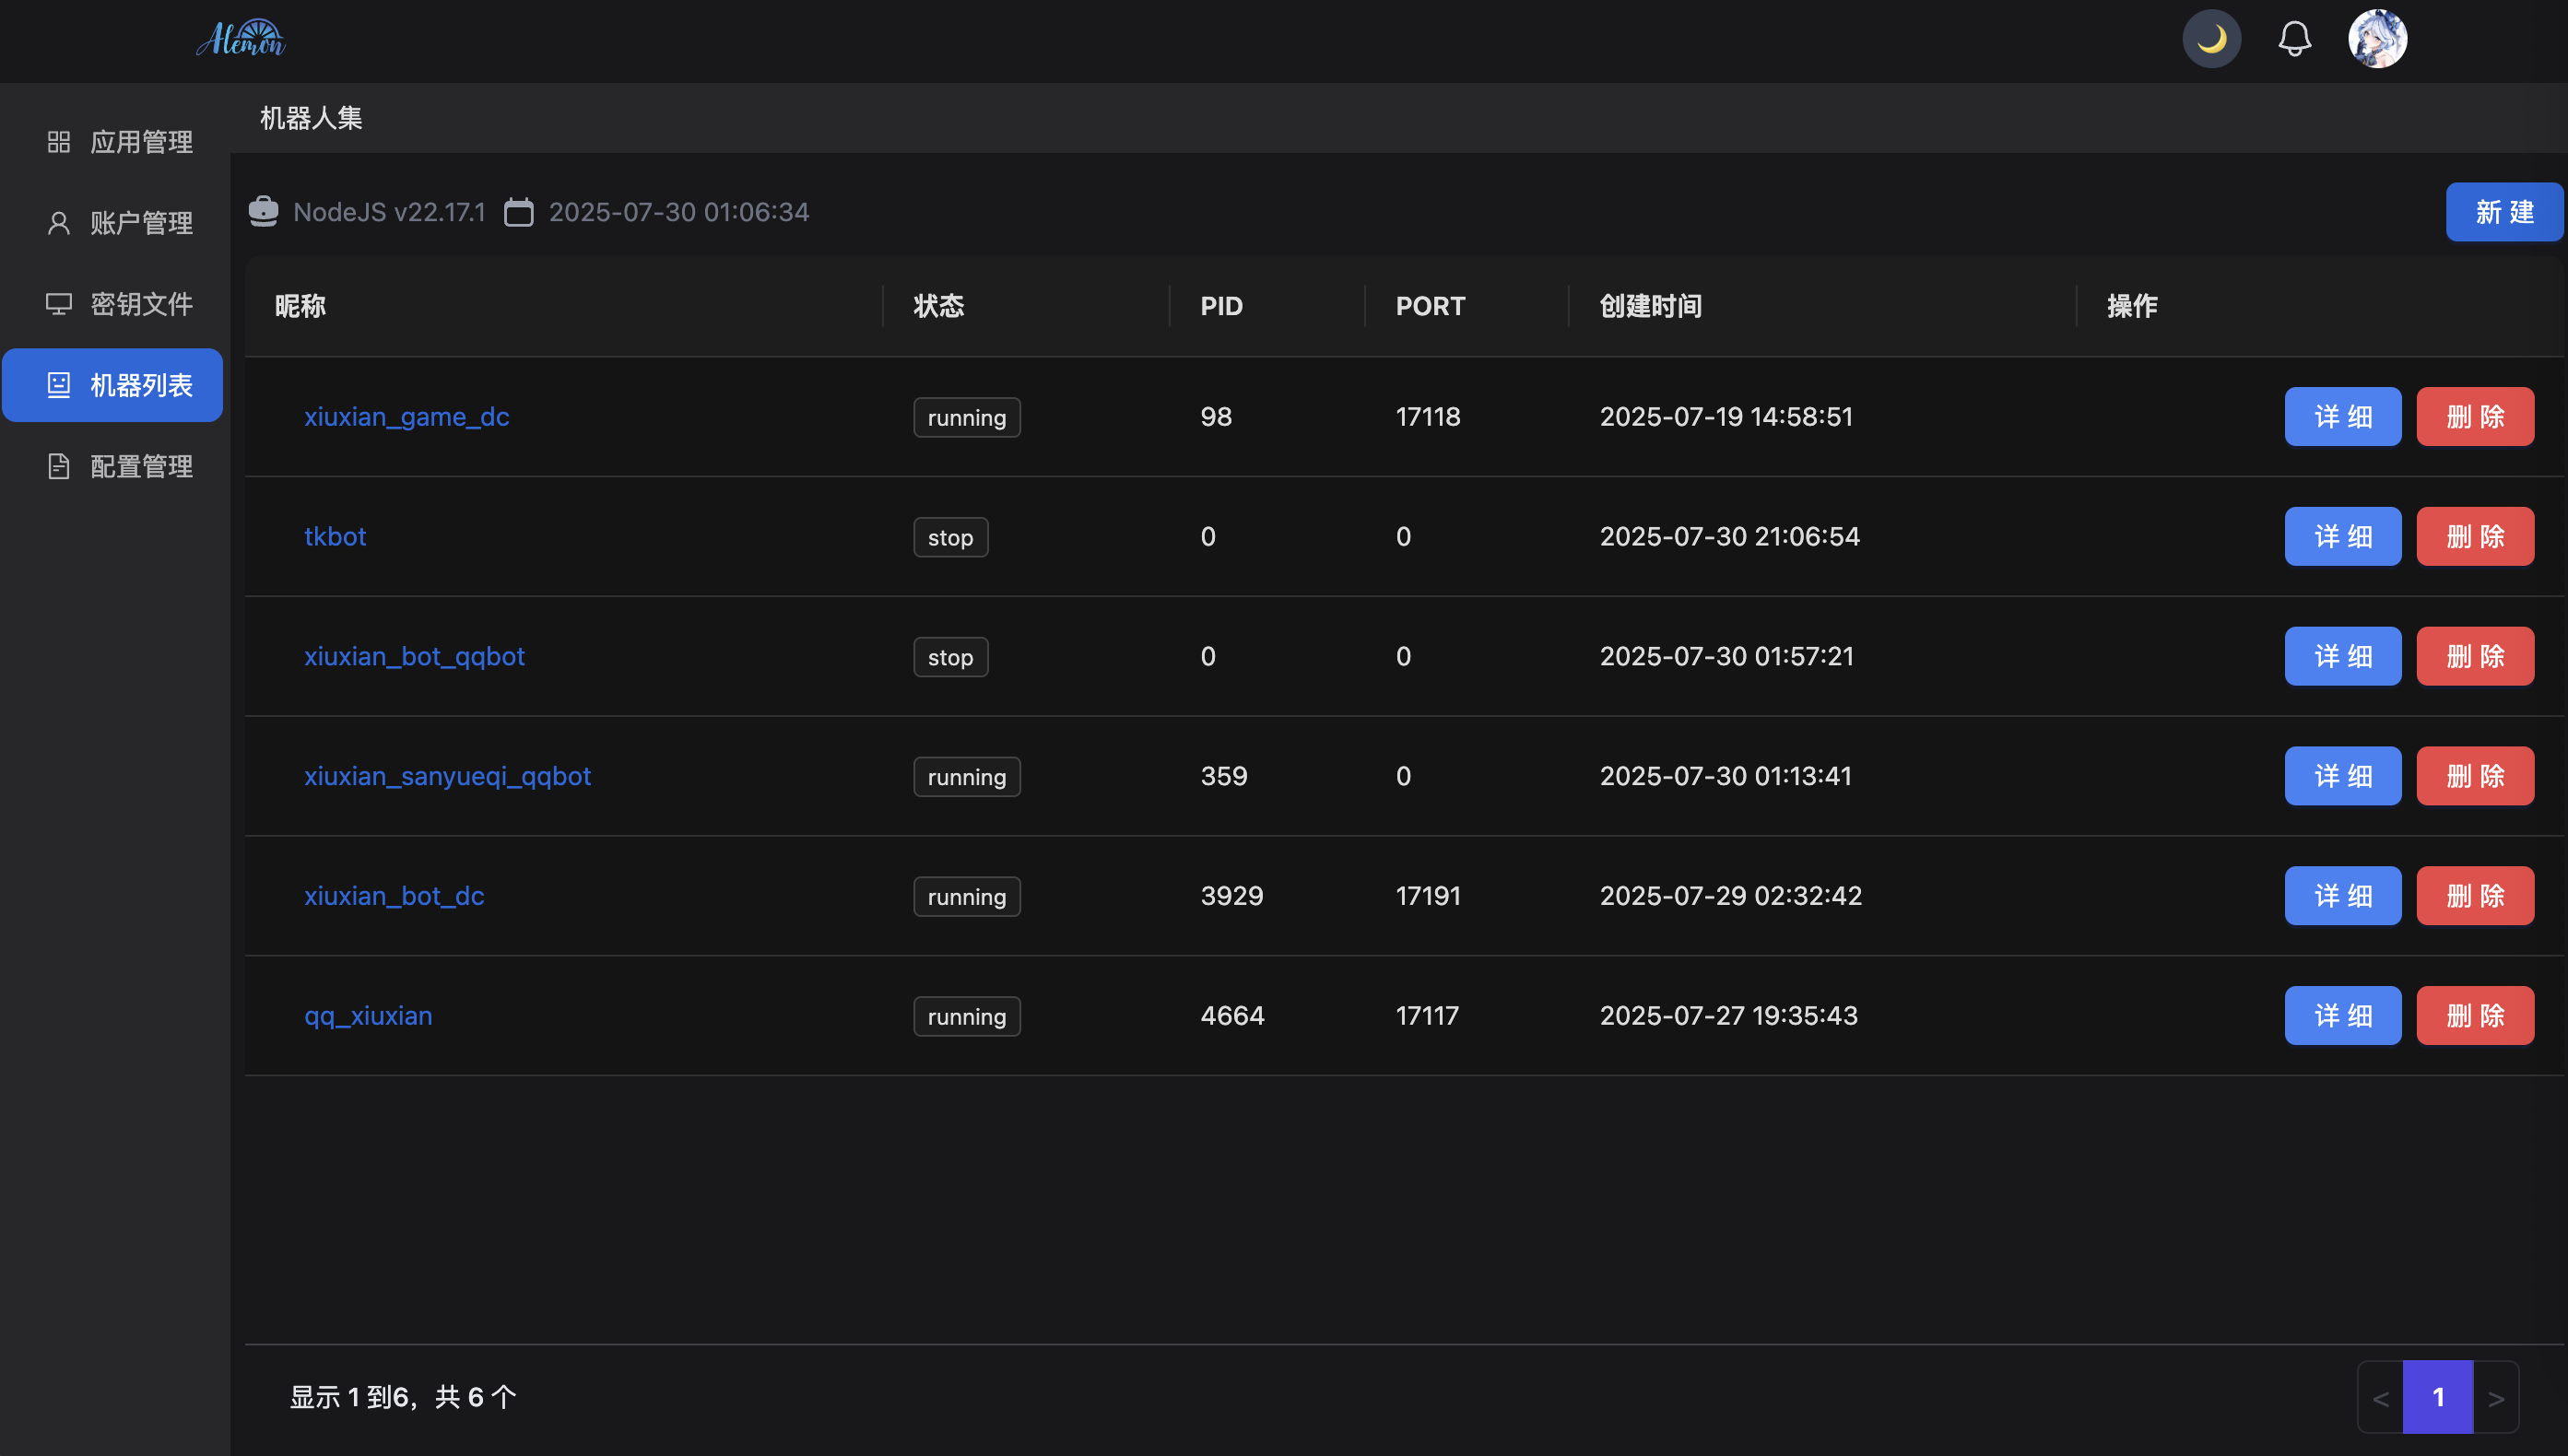 Alemon
机器人集
应用管理
账户管理
密钥文件
机器列表
配置管理
NodeJS v22.17.1 2025-07-30 01:06:34
新 建
昵称 状态 PID PORT 创建时间 操作
xiuxian_game_dc running 98 17118 2025-07-19 14:58:51 详 细 删 除
tkbot stop 0 0 2025-07-30 21:06:54 详 细 删 除
xiuxian_bot_qqbot stop 0 0 2025-07-30 01:57:21 详 细 删 除
xiuxian_sanyueqi_qqbot running 359 0 2025-07-30 01:13:41 详 细 删 除
xiuxian_bot_dc running 3929 17191 2025-07-29 02:32:42 详 细 删 除
qq_xiuxian running 4664 17117 2025-07-27 19:35:43 详 细 删 除
显示 1 到6，共 6 个
< 1 >